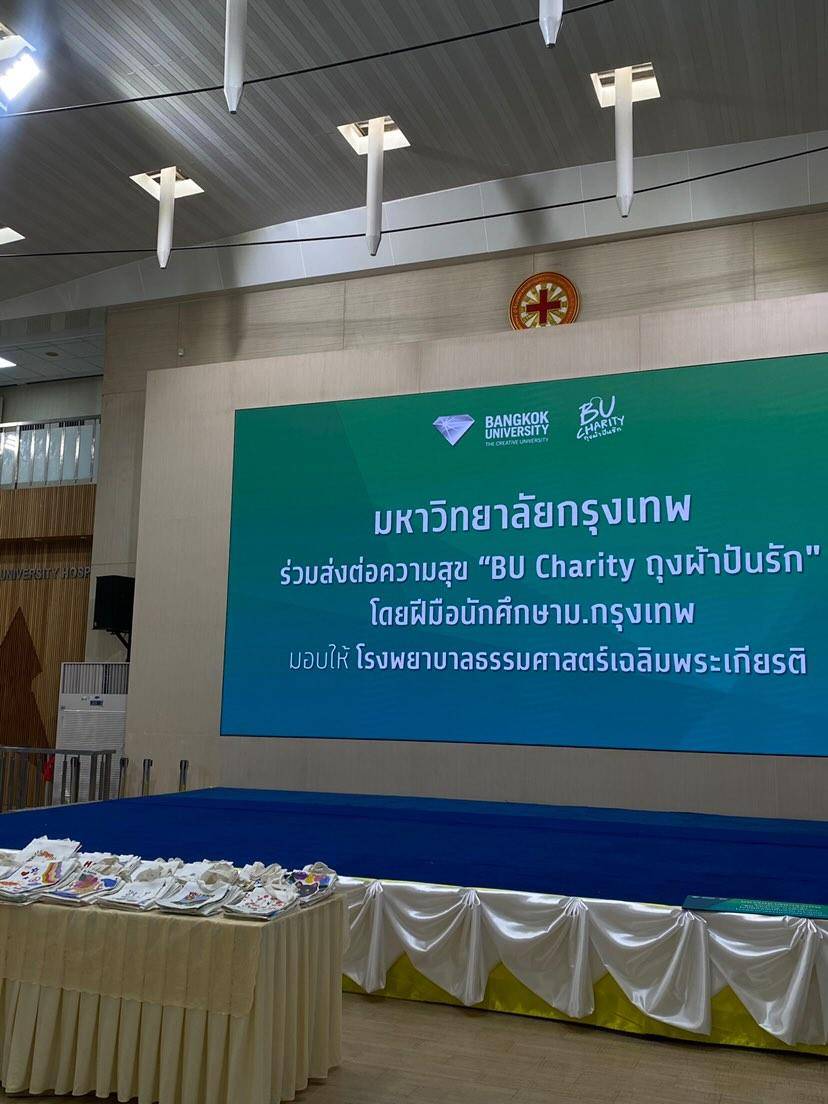 BANGKOK
UNIVERSITY
THE CREATIVE UNIVERSITY
BU
CHARITY
ถุงผ้าปันรัก
มหาวิทยาลัยกรุงเทพ
ร่วมส่งต่อความสุข “BU Charity ถุงผ้าปันรัก"
โดยฝีมือนักศึกษาม.กรุงเทพ
มอบให้ โรงพยาบาลธรรมศาสตร์เฉลิมพระเกียรติ
UNIVERSITY HOSP